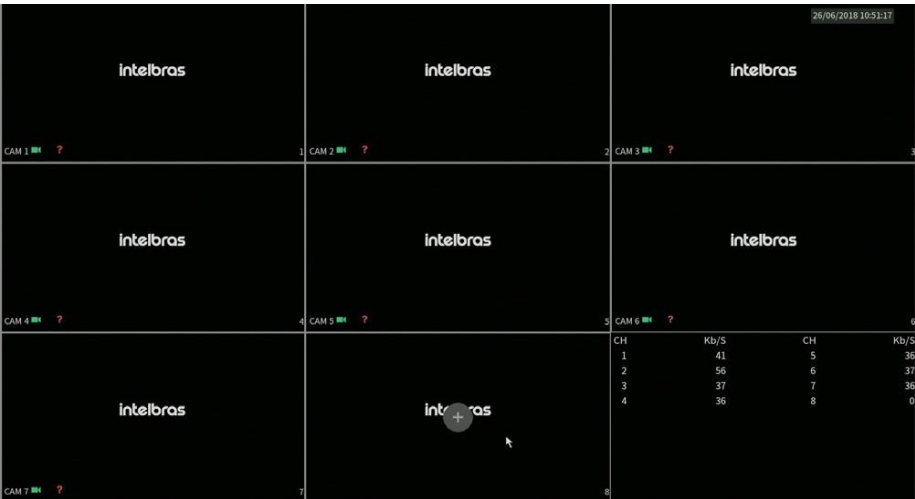 26/06/2018 10:51:17
intelbras
intelbras
intelbras
CAM 1 ? 1
CAM 2 ? 2
CAM 3 ? 3
intelbras
intelbras
intelbras
CAM 4 ? 4
CAM 5 ? 5
CAM 6 ? 6
CH Kb/S CH Kb/S
1 41 5 36
2 56 6 37
3 37 7 36
4 36 8 0
intelbras
+
CAM 7 ? 7
8